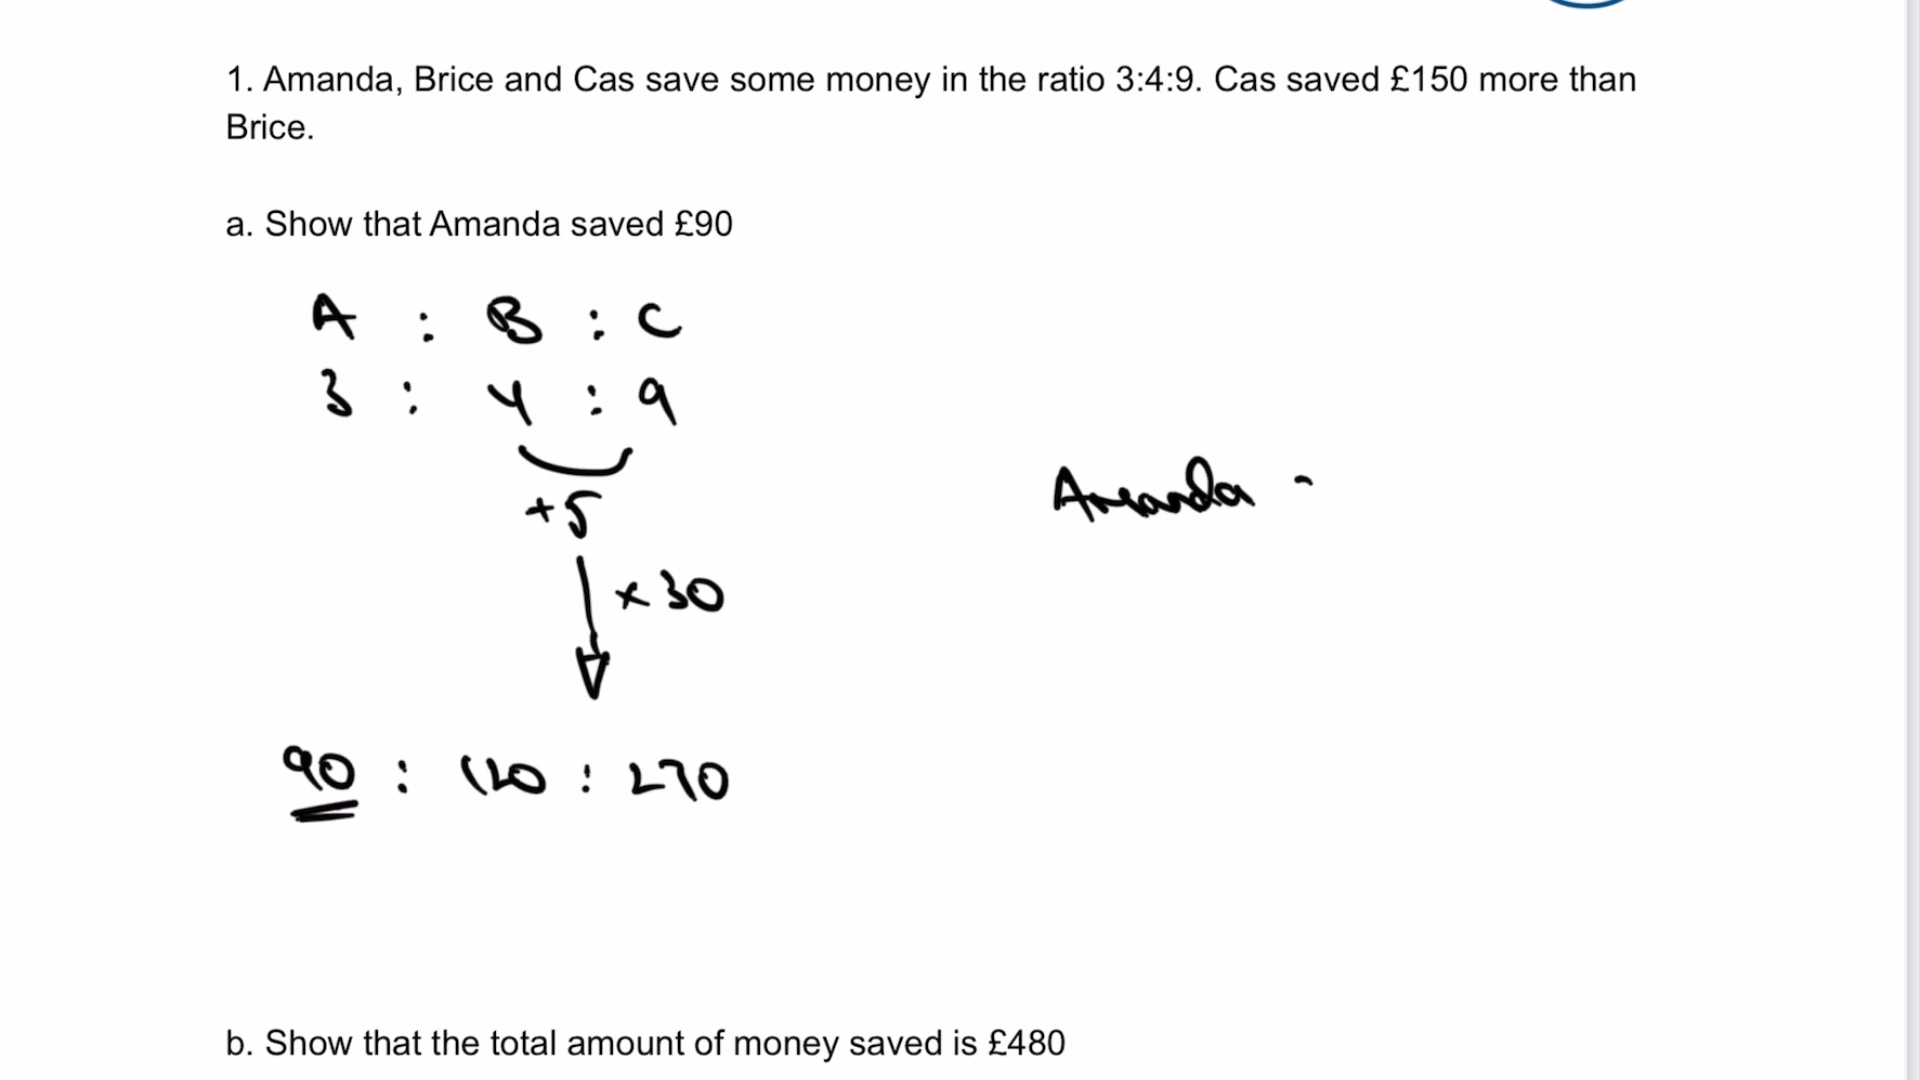 1. Amanda, Brice and Cas save some money in the ratio 3:4:9. Cas saved £150 more than
Brice.
a. Show that Amanda saved £90
A : B : C
3 : 4 : 9
+5
× 30
Amanda -
90 : 120 : 270
b. Show that the total amount of money saved is £480